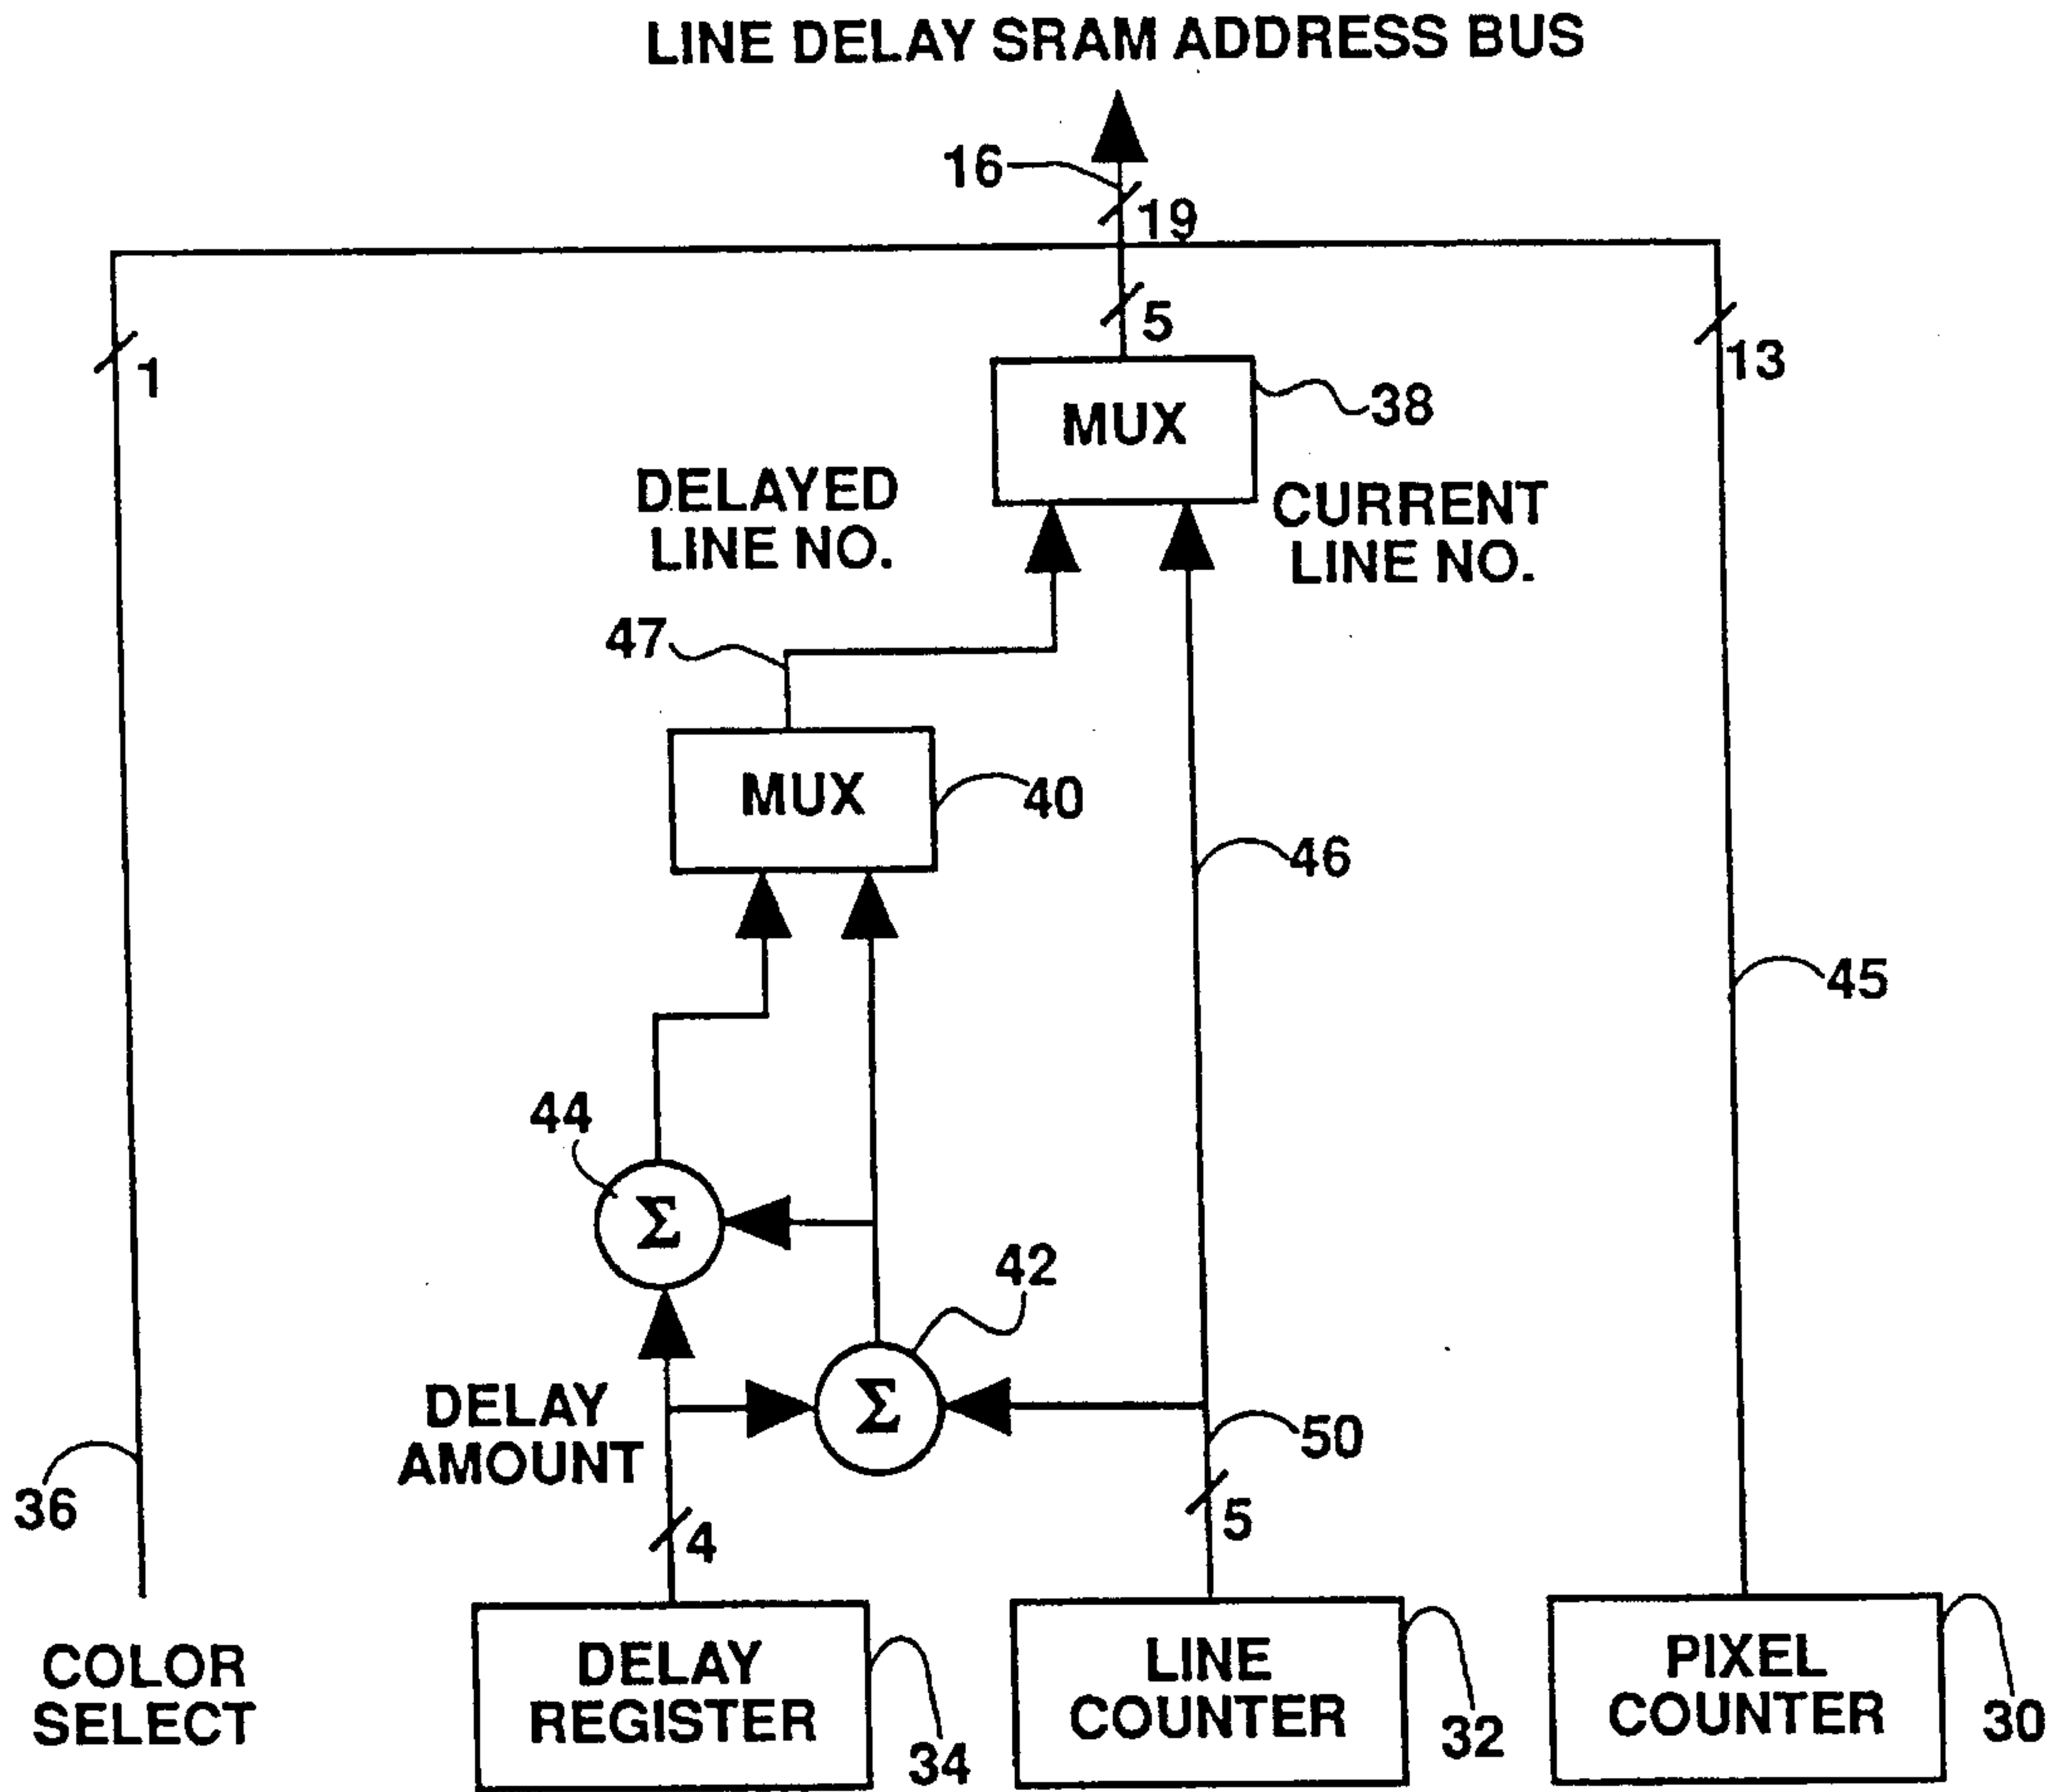 LINE DELAY SRAM ADDRESS BUS
16
19
5
1
13
MUX
38
DELAYED
LINE NO.
CURRENT
LINE NO.
47
MUX
40
46
45
44
Σ
42
Σ
DELAY
AMOUNT
50
36
4
5
COLOR
SELECT
DELAY
REGISTER
34
LINE
COUNTER
32
PIXEL
COUNTER
30